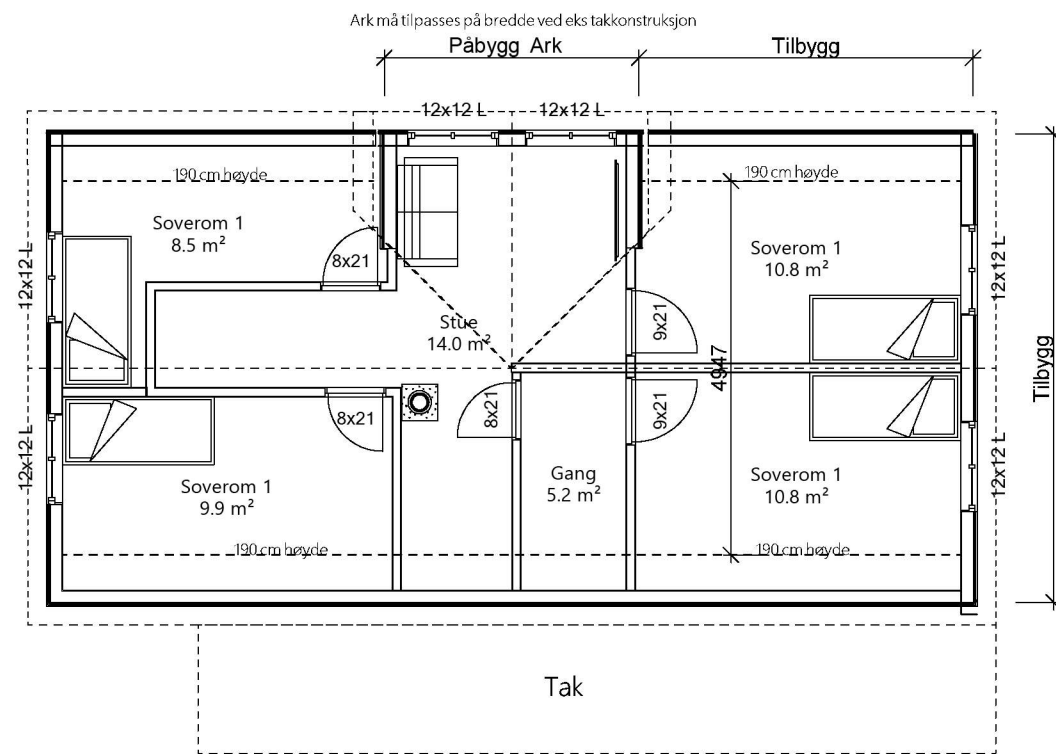 Ark må tilpasses på bredde ved eks takkonstruksjon
Påbygg Ark
Tilbygg
12x12 L
12x12 L
190 cm høyde
190 cm høyde
Soverom 1
8.5 m²
Soverom 1
10.8 m²
12x12 L
12x12 L
8x21
Stue
14.0 m²
9x21
4947
Tilbygg
8x21
8x21
9x21
12x12 L
12x12 L
Soverom 1
9.9 m²
Gang
5.2 m²
Soverom 1
10.8 m²
190 cm høyde
190 cm høyde
Tak